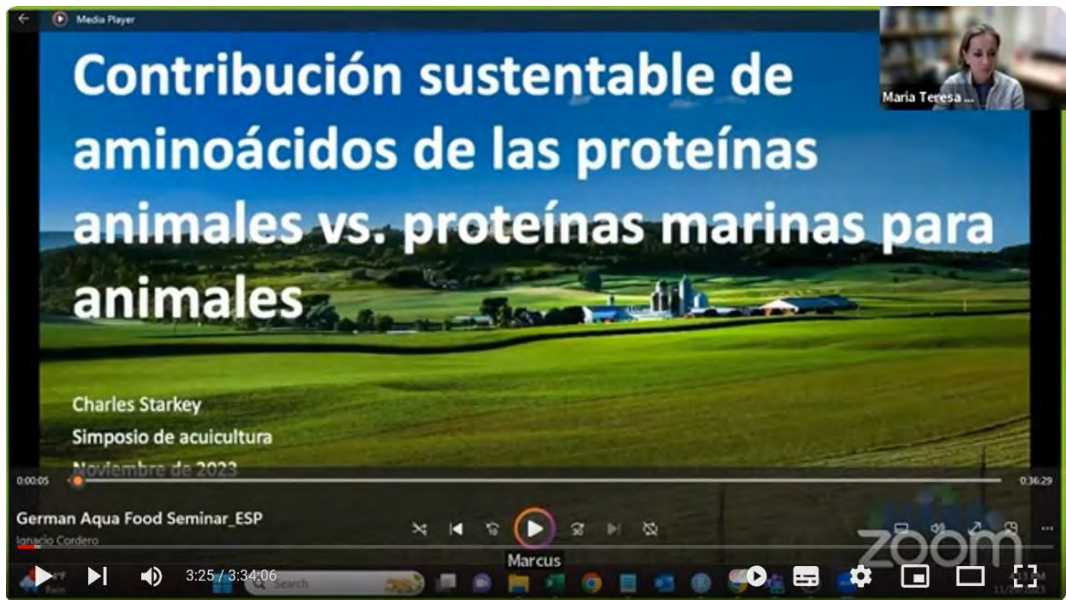 Media Player
Maria Teresa ...
Contribución sustentable de
aminoácidos de las proteínas
animales vs. proteínas marinas para
animales
Charles Starkey
Simposio de acuicultura
Noviembre de 2023
0:00:05
0:36:29
German Aqua Food Seminar_ESP
Ignacio Cordero
zoom
Marcus
3:25 / 3:34:06
Search
Rain